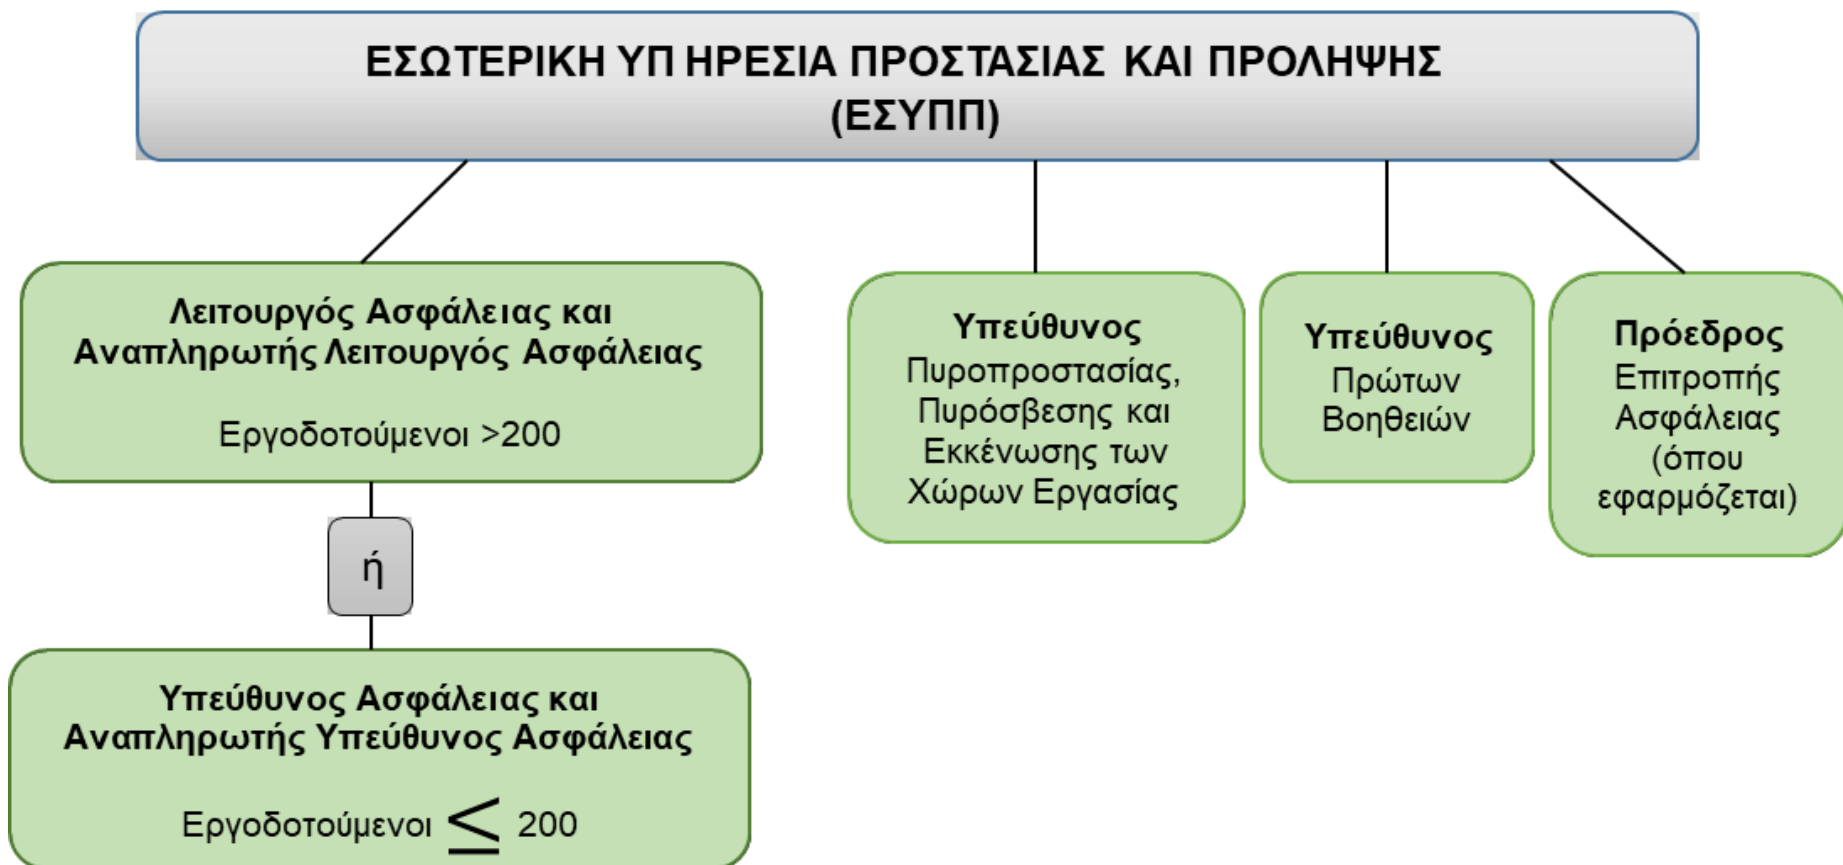 ΕΣΩΤΕΡΙΚΗ ΥΠ ΗΡΕΣΙΑ ΠΡΟΣΤΑΣΙΑΣ ΚΑΙ ΠΡΟΛΗΨΗΣ
(ΕΣΥΠΠ)
Λειτουργός Ασφάλειας και
Αναπληρωτής Λειτουργός Ασφάλειας
Εργοδοτούμενοι >200
ή
Υπεύθυνος Ασφάλειας και
Αναπληρωτής Υπεύθυνος Ασφάλειας
Εργοδοτούμενοι ≤ 200
Υπεύθυνος
Πυροπροστασίας,
Πυρόσβεσης και
Εκκένωσης των
Χώρων Εργασίας
Υπεύθυνος
Πρώτων
Βοηθειών
Πρόεδρος
Επιτροπής
Ασφάλειας
(όπου
εφαρμόζεται)